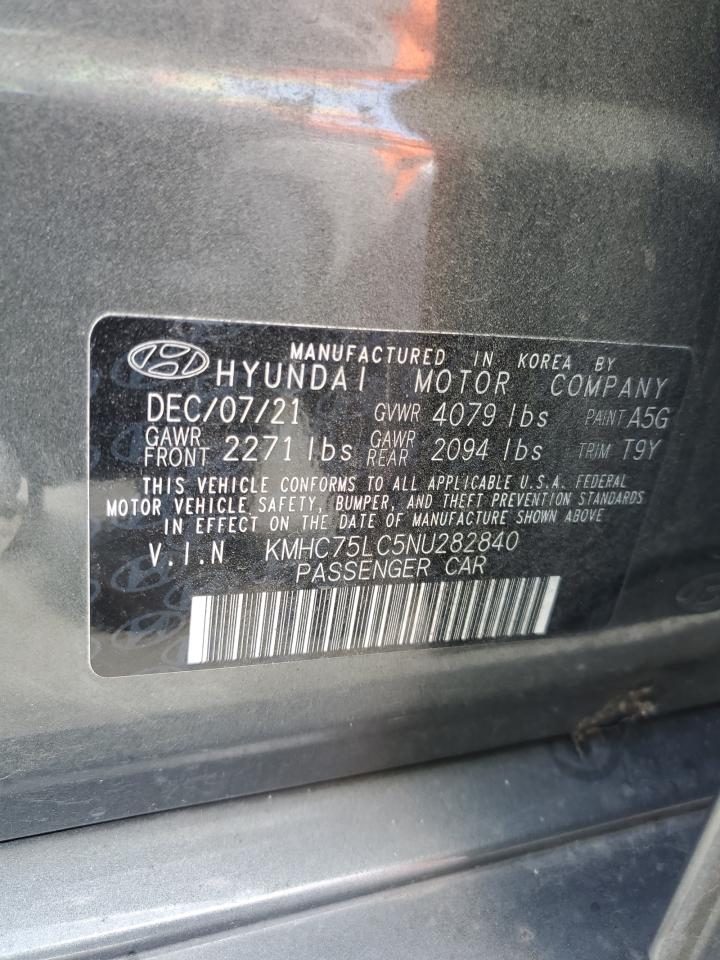 MANUFACTURED IN KOREA BY
HYUNDAI MOTOR COMPANY
DEC/07/21 GVWR 4079 lbs PAINT A5G
GAWR FRONT 2271 lbs GAWR REAR 2094 lbs TRIM T9Y
THIS VEHICLE CONFORMS TO ALL APPLICABLE U.S.A. FEDERAL
MOTOR VEHICLE SAFETY, BUMPER, AND THEFT PREVENTION STANDARDS
IN EFFECT ON THE DATE OF MANUFACTURE SHOWN ABOVE
V.I.N KMHC75LC5NU282840
PASSENGER CAR